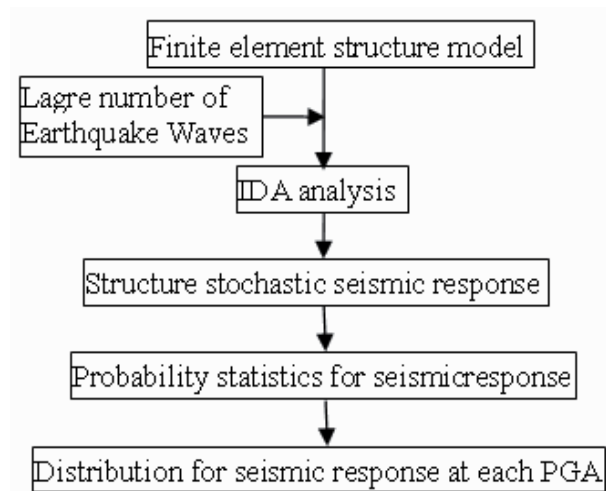 Finite element structure model
Lagre number of
Earthquake Waves
IDA analysis
Structure stochastic seismic response
Probability statistics for seismicresponse
Distribution for seismic response at each PGA